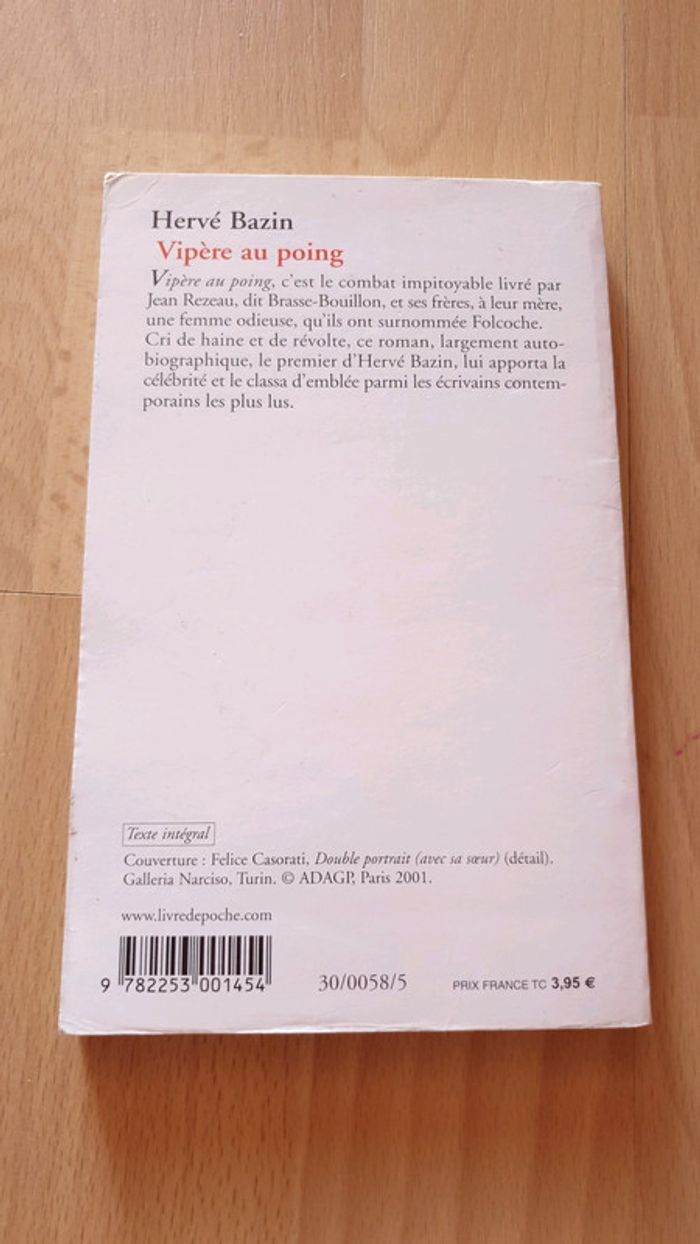 Hervé Bazin
Vipère au poing
Vipère au poing, c'est le combat impitoyable livré par
Jean Rezeau, dit Brasse-Bouillon, et ses frères, à leur mère,
une femme odieuse, qu'ils ont surnommée Folcoche.
Cri de haine et de révolte, ce roman, largement auto-
biographique, le premier d'Hervé Bazin, lui apporta la
célébrité et le classa d'emblée parmi les écrivains contem-
porains les plus lus.
Texte intégral
Couverture : Felice Casorati, Double portrait (avec sa sœur) (détail).
Galleria Narciso, Turin. © ADAGP, Paris 2001.
www.livredepoche.com
9 782253 001454 30/0058/5 PRIX FRANCE TC 3,95 €